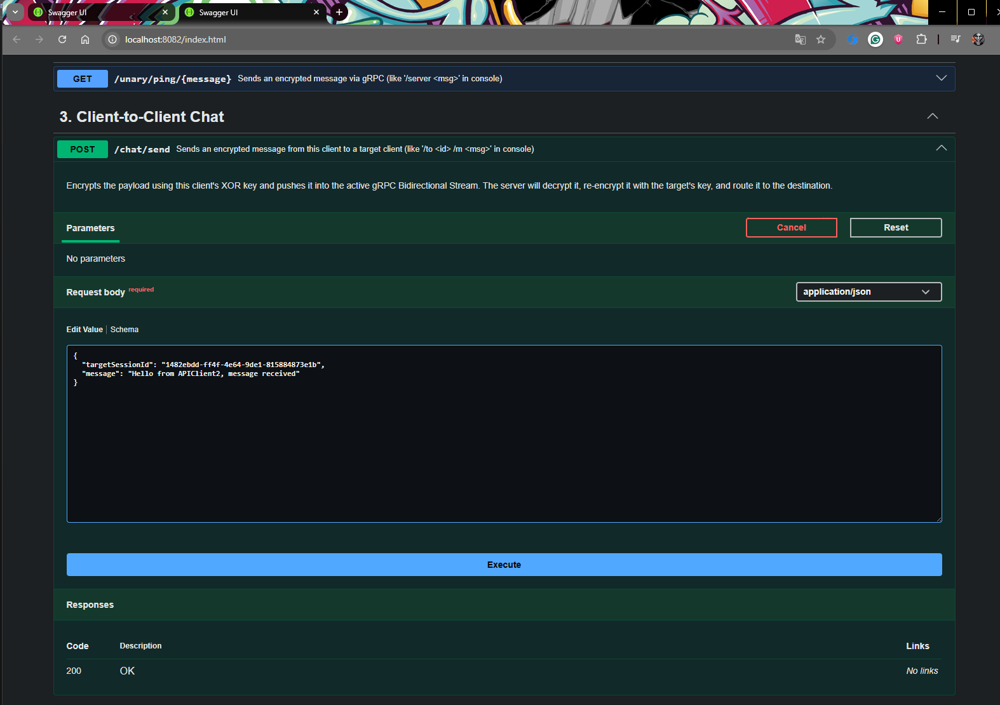 Swagger UI
Swagger UI
localhost:8082/index.html
GET /unary/ping/{message} Sends an encrypted message via gRPC (like '/server <msg>' in console)
3. Client-to-Client Chat
POST /chat/send Sends an encrypted message from this client to a target client (like '/to <id> /m <msg>' in console)
Encrypts the payload using this client's XOR key and pushes it into the active gRPC Bidirectional Stream. The server will decrypt it, re-encrypt it with the target's key, and route it to the destination.
Parameters
Cancel
Reset
No parameters
Request body required
application/json
Edit Value | Schema
{
"targetSessionId": "1482ebdd-ff4f-4e64-9de1-815884873e1b",
"message": "Hello from APIClient2, message received"
}
Execute
Responses
Code Description Links
200 OK No links